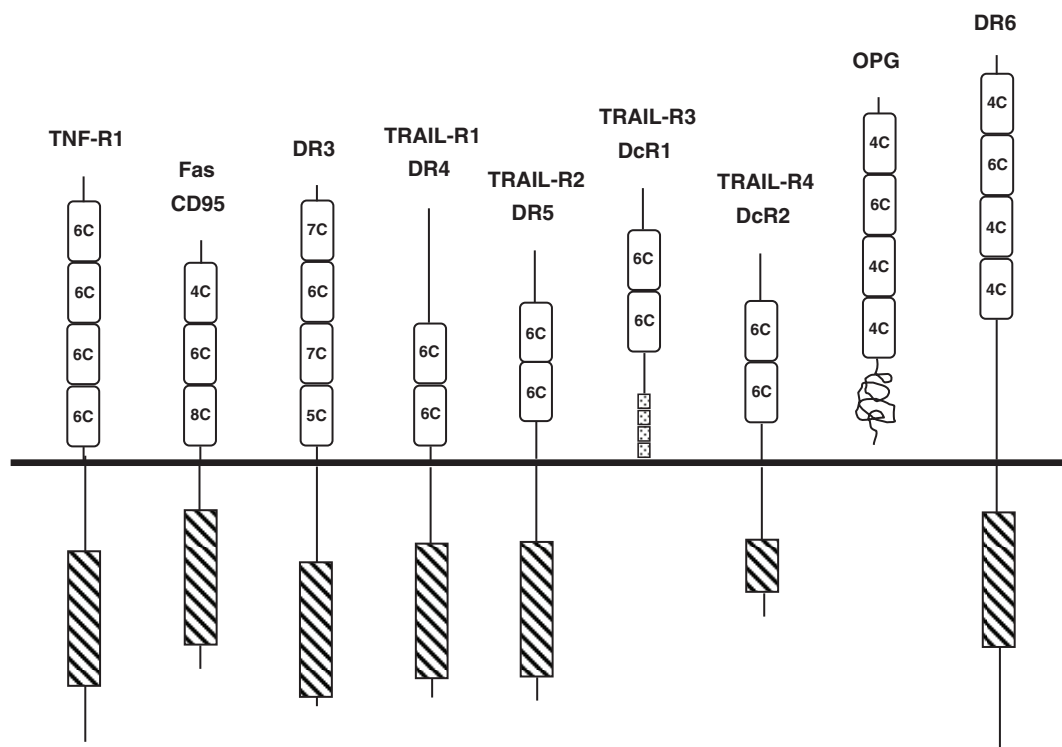 TNF-R1
6C
6C
6C
6C
Fas
CD95
4C
6C
8C
DR3
7C
6C
7C
5C
TRAIL-R1
DR4
6C
6C
TRAIL-R2
DR5
6C
6C
TRAIL-R3
DcR1
6C
6C
TRAIL-R4
DcR2
6C
6C
OPG
4C
6C
4C
4C
DR6
4C
6C
4C
4C